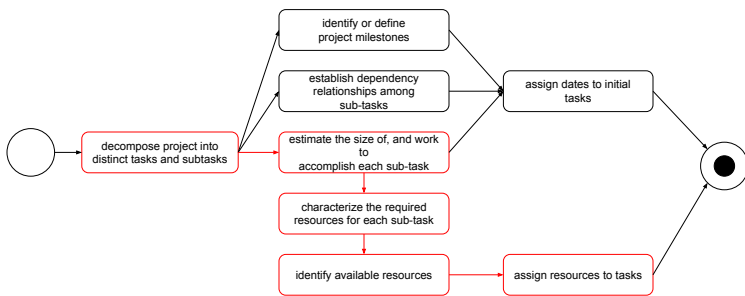 identify or define
project milestones
establish dependency
relationships among
sub-tasks
assign dates to initial
tasks
decompose project into
distinct tasks and subtasks
estimate the size of, and work
to
accomplish each sub-task
characterize the required
resources for each sub-task
identify available resources
assign resources to tasks